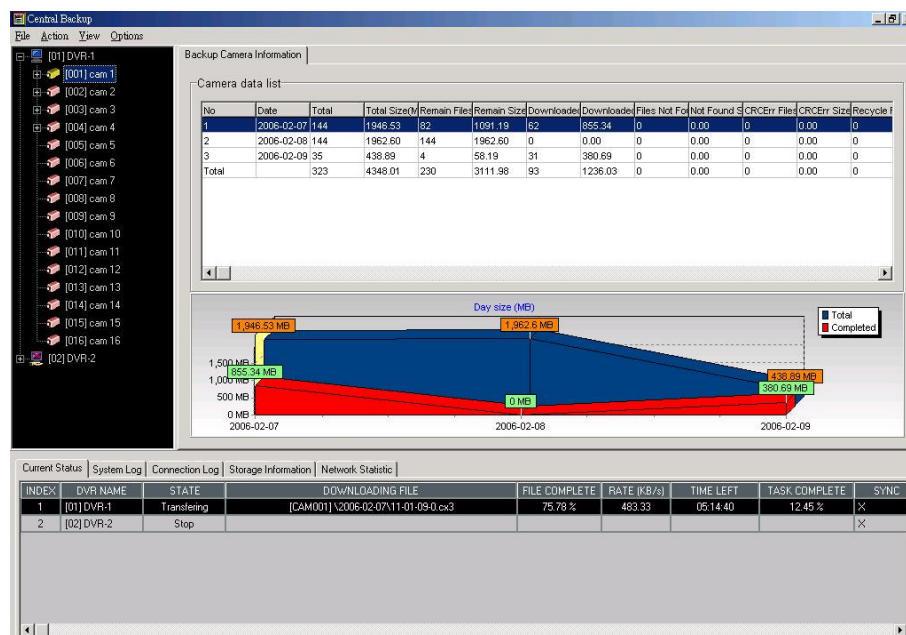 Central Backup
File Action View Options
[01] DVR-1
[001] cam 1
[002] cam 2
[003] cam 3
[004] cam 4
[005] cam 5
[006] cam 6
[007] cam 7
[008] cam 8
[009] cam 9
[010] cam 10
[011] cam 11
[012] cam 12
[013] cam 13
[014] cam 14
[015] cam 15
[016] cam 16
[02] DVR-2
Backup Camera Information
Camera data list
No Date Total Total Size(M Remain Files Remain Size Downloaded Downloaded Files Not Fo Not Found S CRCErr Files CRCErr Size Recycle F
1 2006-02-07 144 1946.53 82 1091.19 62 855.34 0 0.00 0 0.00 0
2 2006-02-08 144 1962.60 144 1962.60 0 0.00 0 0.00 0 0.00 0
3 2006-02-09 35 438.89 4 58.19 31 380.69 0 0.00 0 0.00 0
Total 323 4348.01 230 3111.98 93 1236.03 0 0.00 0 0.00 0
Day size (MB)
Total
Completed
1,946.53 MB
1,962.6 MB
438.89 MB
855.34 MB
0 MB
380.69 MB
1,500 MB
1,000 MB
500 MB
0 MB
2006-02-07 2006-02-08 2006-02-09
Current Status System Log Connection Log Storage Information Network Statistic
INDEX DVR NAME STATE DOWNLOADING FILE FILE COMPLETE RATE (KB/s) TIME LEFT TASK COMPLETE SYNC
1 [01] DVR-1 Transfering [CAM001] \2006-02-07\11-01-09-0.cx3 75.78 % 483.33 05:14:40 12.45 % X
2 [02] DVR-2 Stop X